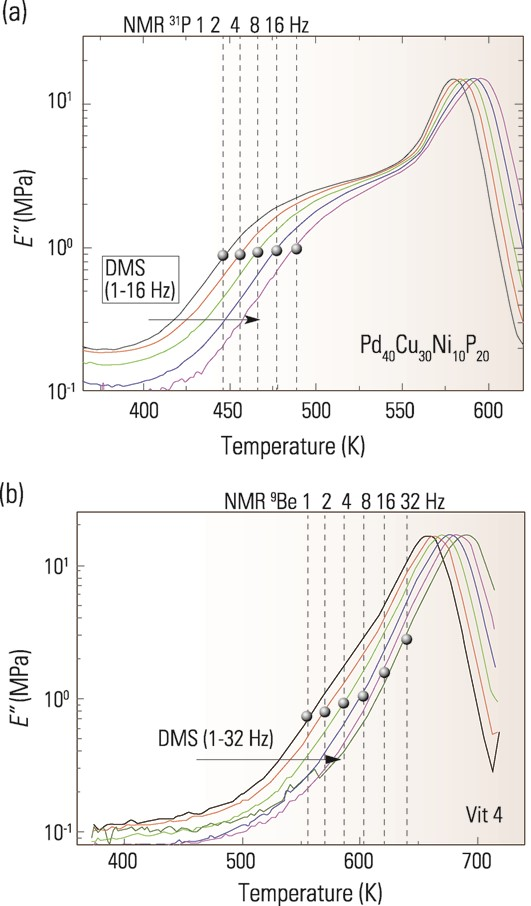 (a)
NMR ³¹P 1 2 4 8 16 Hz
10¹
10⁰
10⁻¹
E″ (MPa)
DMS
(1-16 Hz)
Pd₄₀Cu₃₀Ni₁₀P₂₀
400 450 500 550 600
Temperature (K)
(b)
NMR ⁹Be 1 2 4 8 16 32 Hz
10¹
10⁰
10⁻¹
E″ (MPa)
DMS (1-32 Hz)
Vit 4
400 500 600 700
Temperature (K)